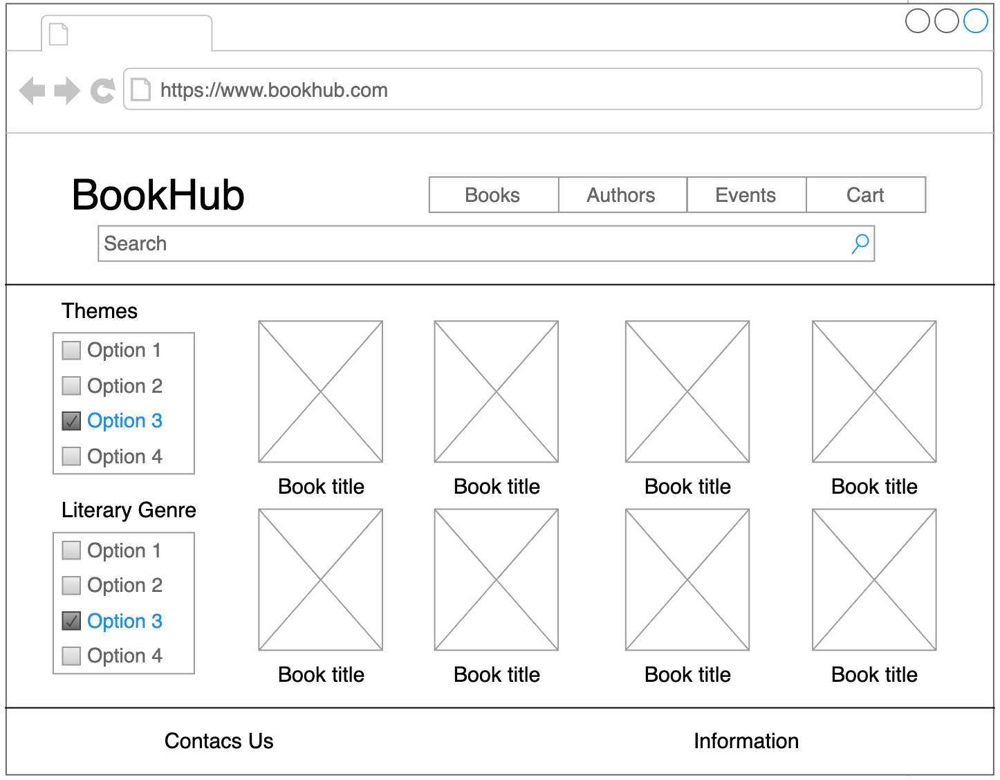 https://www.bookhub.com
BookHub
Books Authors Events Cart
Search
Themes
Option 1
Option 2
Option 3
Option 4
Book title Book title Book title Book title
Literary Genre
Option 1
Option 2
Option 3
Option 4
Book title Book title Book title Book title
Contacs Us Information